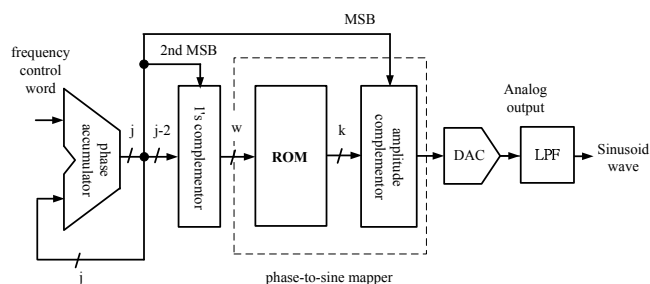 MSB
2nd MSB
frequency
control
word
phase
accumulator
j
j-2
1's complementor
w
ROM
k
amplitude
complementor
Analog
output
DAC
LPF
Sinusoid
wave
j
phase-to-sine mapper